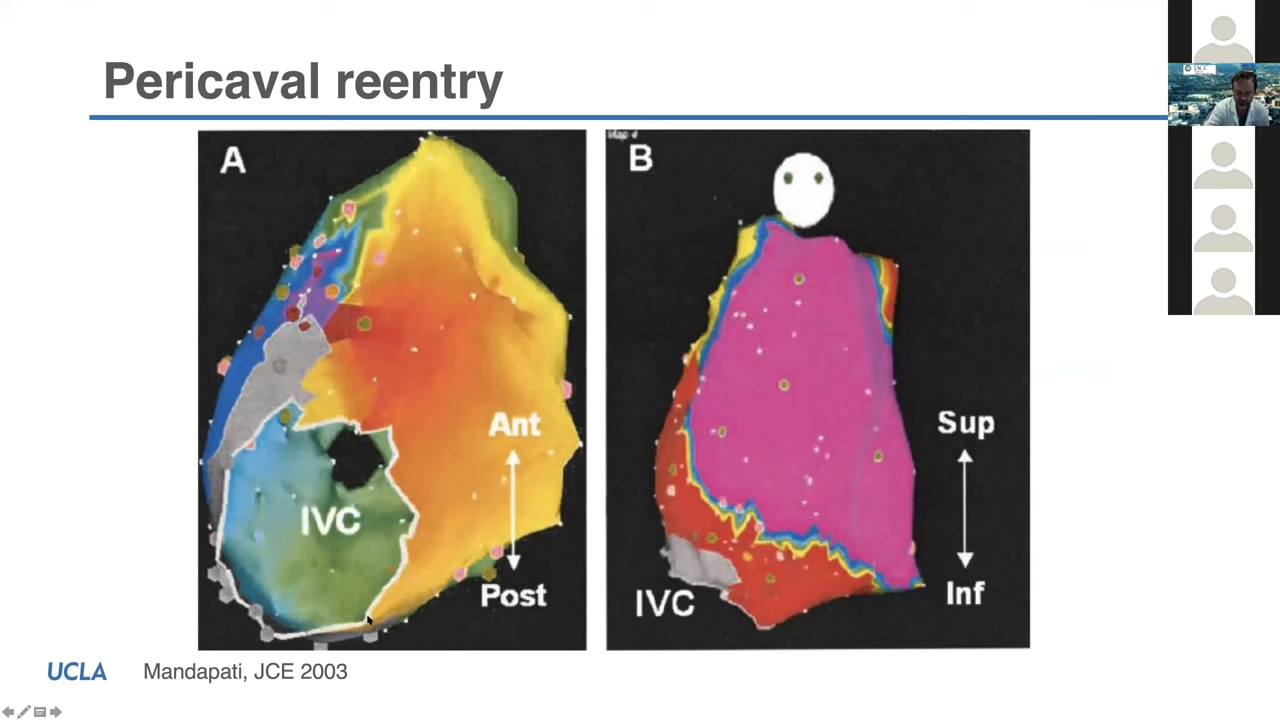 Pericaval reentry
A
B
Ant
IVC
Post
Sup
IVC
Inf
UCLA
Mandapati, JCE 2003